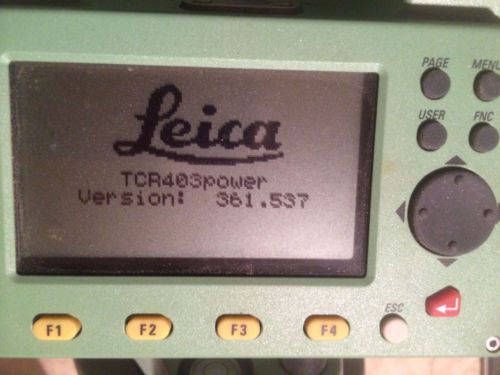 Leica
TCR403power
Version: 361.537
PAGE
MENU
USER
FNC
F1
F2
F3
F4
ESC